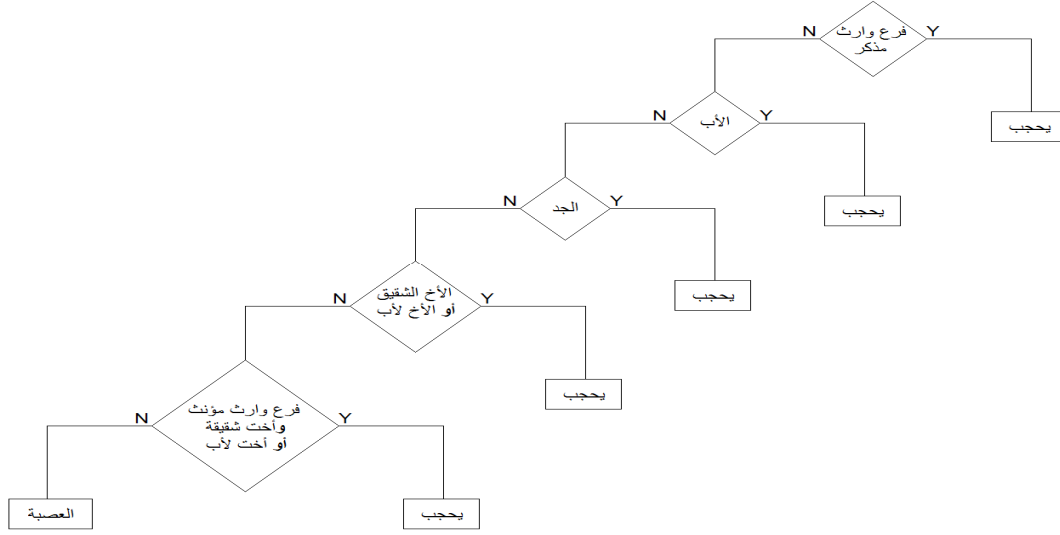 فرع وارث
مذكر
N
Y
يحجب
الأب
N
Y
يحجب
الجد
N
Y
يحجب
الأخ الشقيق
أو الأخ لأب
N
Y
يحجب
فرع وارث مؤنث
وأخت شقيقة
أو أخت لأب
N
Y
يحجب
العصبة